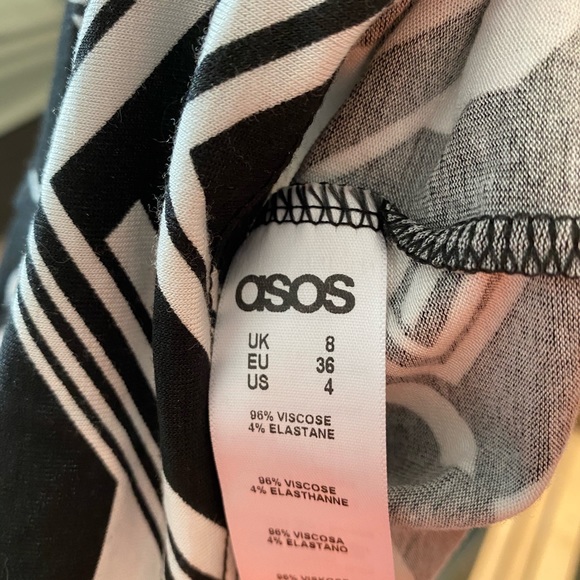 asos
UK 8
EU 36
US 4
96% VISCOSE
4% ELASTANE
96% VISCOSE
4% ELASTHANNE
96% VISCOSA
4% ELASTANO